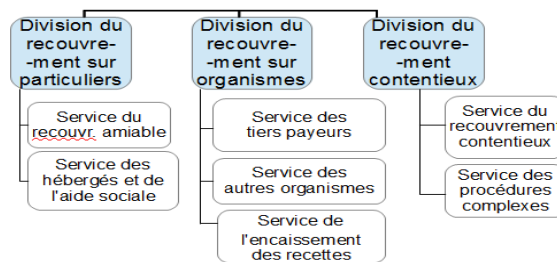 Division du
recouvre-
-ment sur
particuliers
Service du
recouvr. amiable
Service des
hébergés et de
l'aide sociale
Division du
recouvre-
-ment sur
organismes
Service des
tiers payeurs
Service des
autres organismes
Service de
l'encaissement
des recettes
Division du
recouvre-
-ment
contentieux
Service du
recouvrement
contentieux
Service des
procédures
complexes